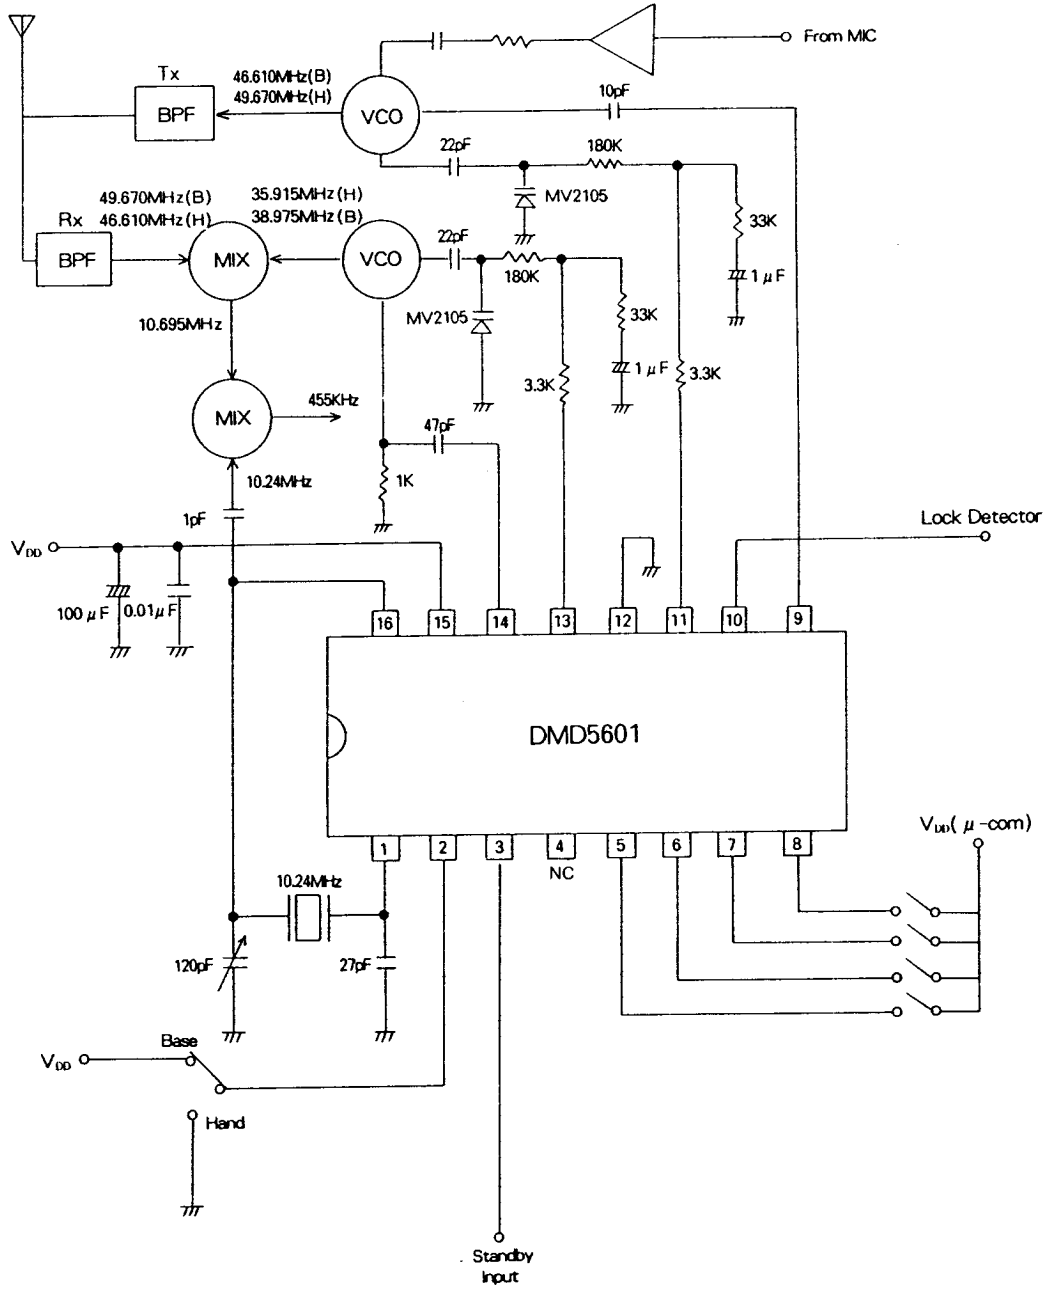 From MIC
Tx
46.610MHz(B)
49.670MHz(H)
BPF
VCO
10pF
22pF
180K
MV2105
33K
1μF
49.670MHz(B)
46.610MHz(H)
35.915MHz(H)
38.975MHz(B)
Rx
BPF
MIX
VCO
22pF
180K
MV2105
33K
1μF
3.3K
3.3K
10.695MHz
MIX
455KHz
47pF
10.24MHz
1K
1pF
Lock Detector
VDD
100μF
0.01μF
16
15
14
13
12
11
10
9
DMD5601
1
2
3
4
5
6
7
8
NC
VDD(μ-com)
10.24MHz
120pF
27pF
Base
VDD
Hand
Standby
Input